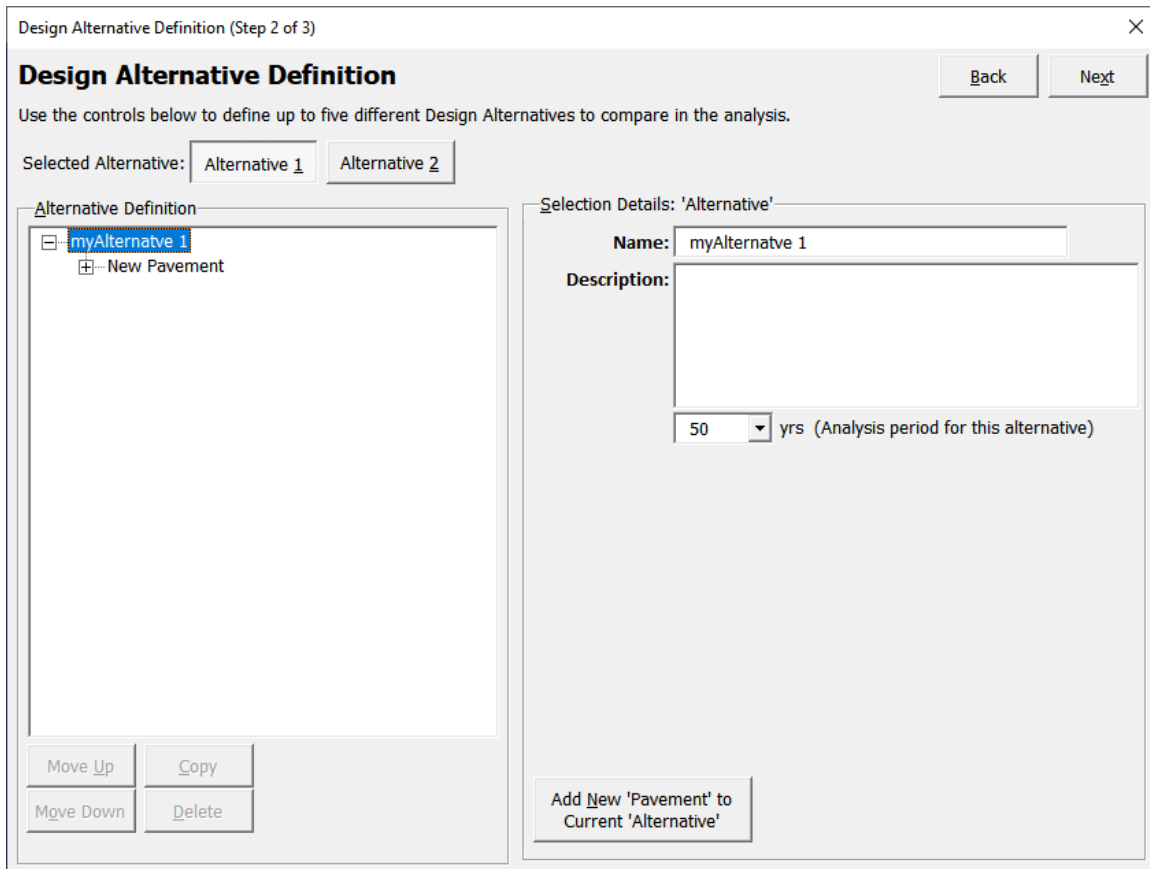 Design Alternative Definition (Step 2 of 3)
Design Alternative Definition
Back
Next
Use the controls below to define up to five different Design Alternatives to compare in the analysis.
Selected Alternative:
Alternative 1
Alternative 2
Alternative Definition
myAlternatve 1
New Pavement
Move Up
Copy
Move Down
Delete
Selection Details: 'Alternative'
Name: myAlternatve 1
Description:
50 yrs (Analysis period for this alternative)
Add New 'Pavement' to
Current 'Alternative'